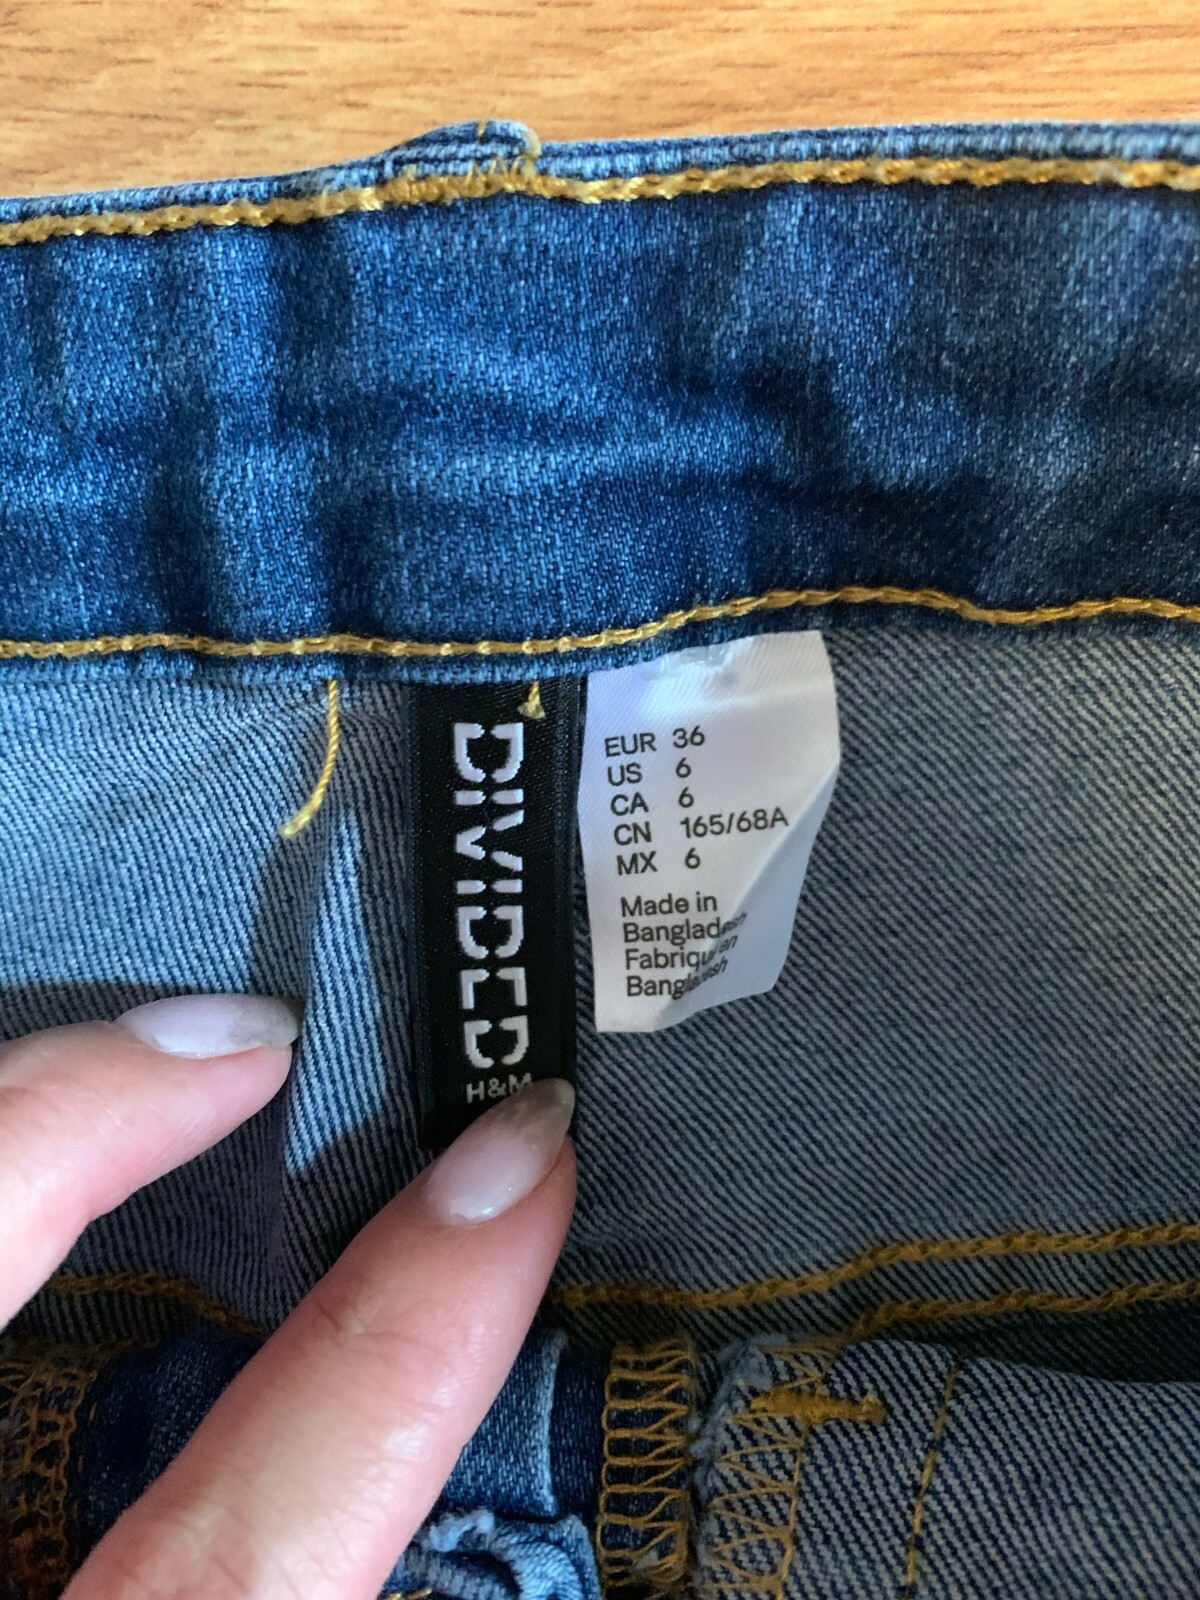 DIVIDED
H&M
EUR 36
US 6
CA 6
CN 165/68A
MX 6
Made in
Bangladesh
Fabriqué en
Bangladesh